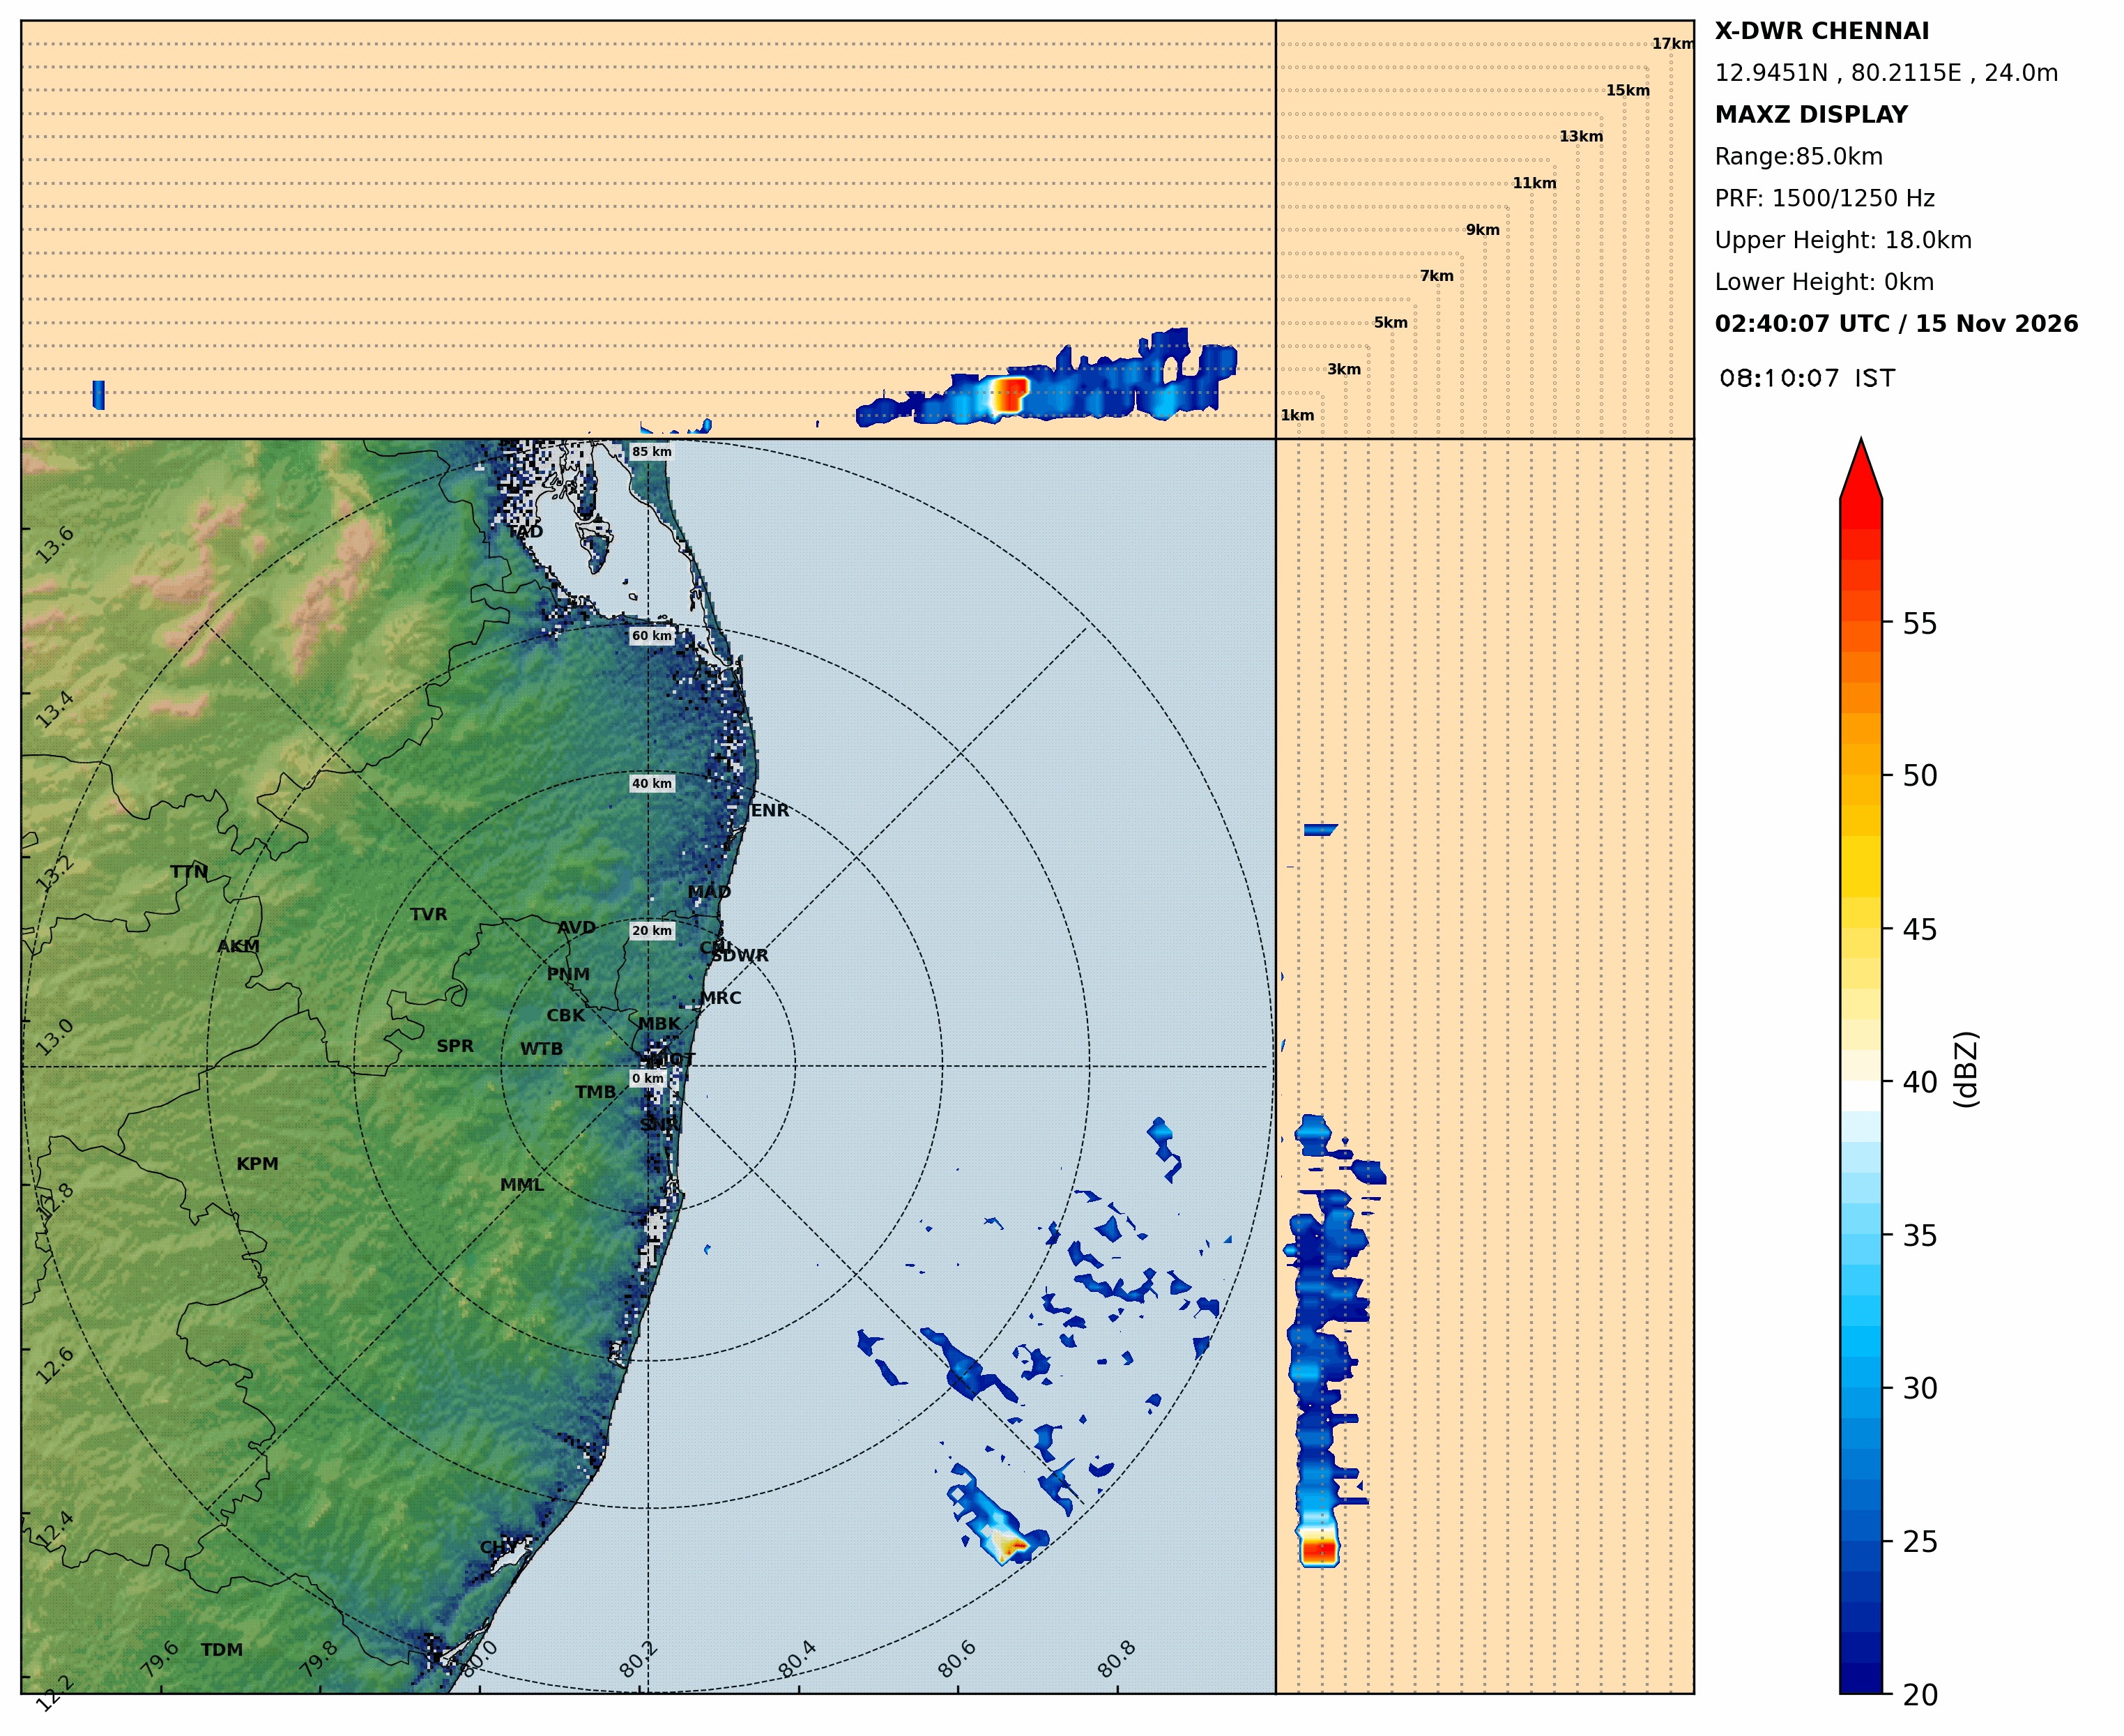 X-DWR CHENNAI
12.9451N , 80.2115E , 24.0m
MAXZ DISPLAY
Range:85.0km
PRF: 1500/1250 Hz
Upper Height: 18.0km
Lower Height: 0km
02:40:07 UTC / 15 Nov 2026
08:10:07 IST
17km
15km
13km
11km
9km
7km
5km
3km
1km
85 km
60 km
40 km
20 km
0 km
TAD
ENR
MAD
TTN
TVR
AVD
AKM
SDWR
PNM
MRC
CBK
MBK
SPR
WTB
TMB
SNR
KPM
MML
CHY
TDM
13.6
13.4
13.2
13.0
12.8
12.6
12.4
12.2
79.6
79.8
80.0
80.2
80.4
80.6
80.8
55
50
45
40
35
30
25
20
(dBZ)